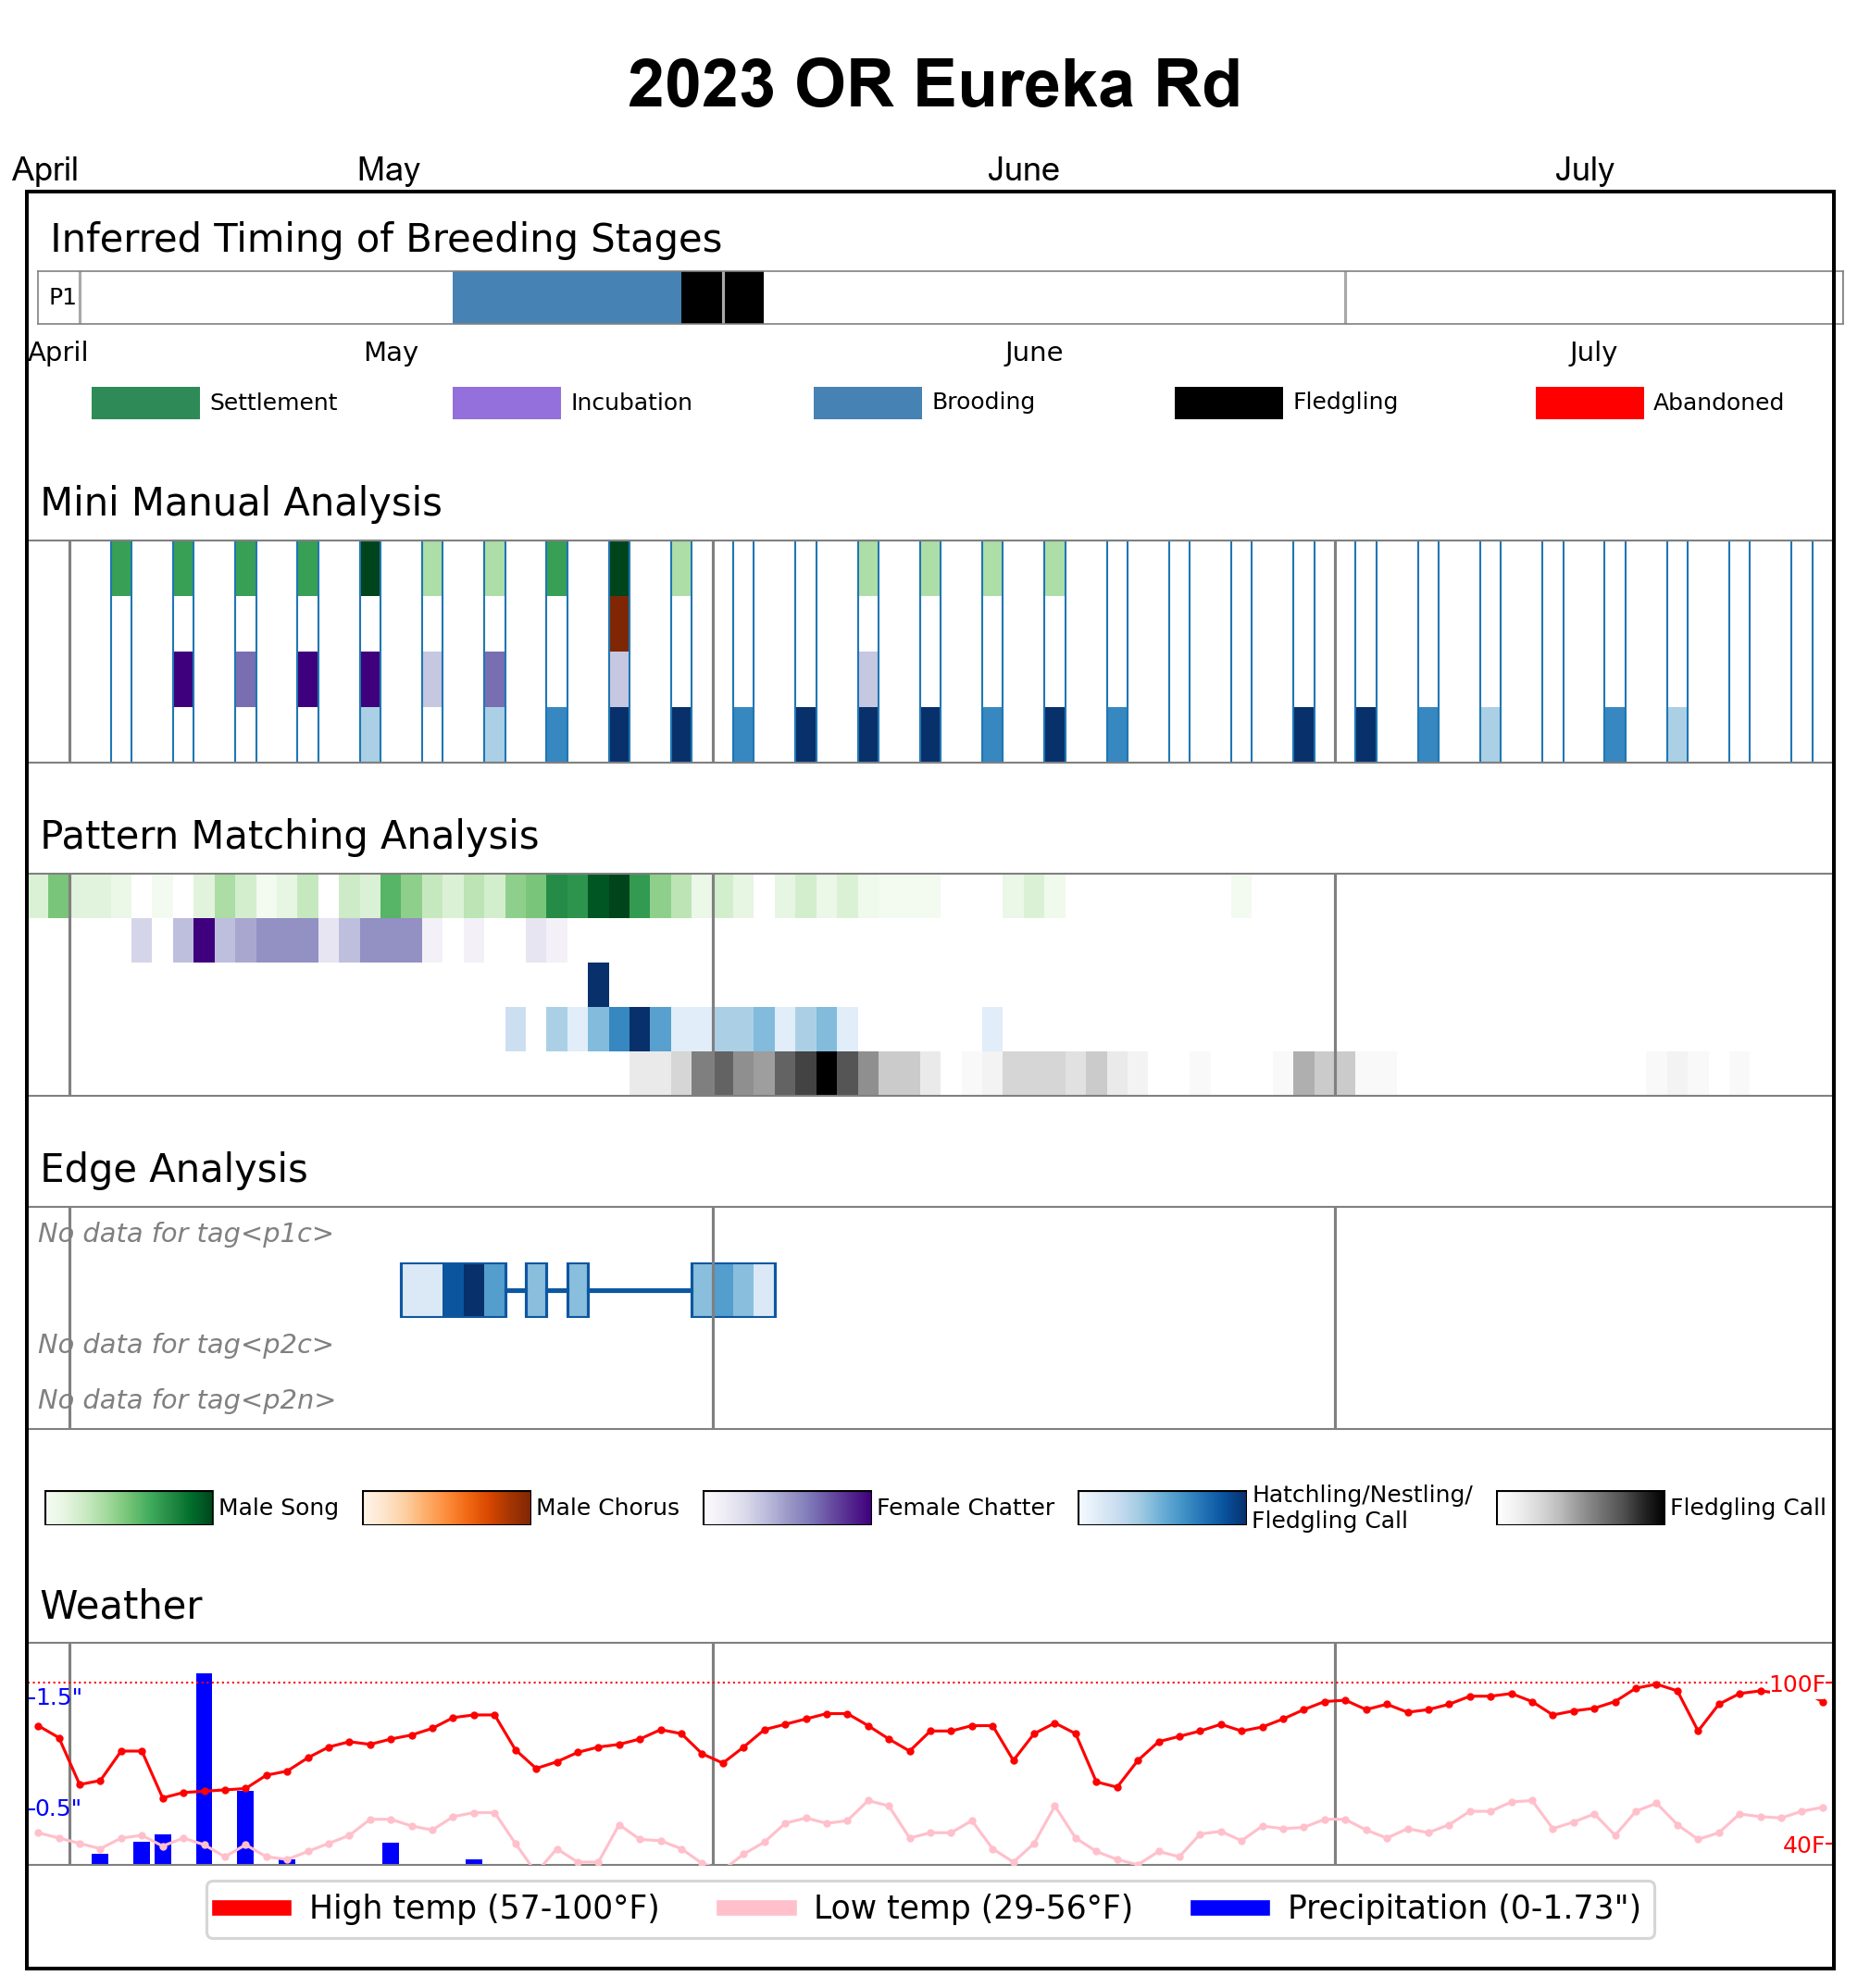 2023 OR Eureka Rd
April May June July
Inferred Timing of Breeding Stages
P1
April May June July
Settlement Incubation Brooding Fledgling Abandoned
Mini Manual Analysis
Pattern Matching Analysis
Edge Analysis
No data for tag<p1c>
No data for tag<p2c>
No data for tag<p2n>
Male Song Male Chorus Female Chatter Hatchling/Nestling/
Fledgling Call Fledgling Call
Weather
100F
1.5"
0.5"
40F
High temp (57-100°F) Low temp (29-56°F) Precipitation (0-1.73")